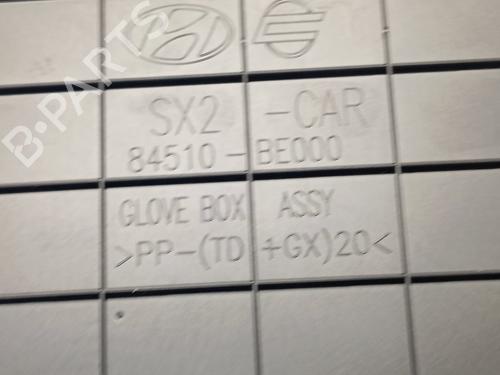 B-PARTS
SX2 -CAR
84510-BE000
GLOVE BOX ASSY
>PP-(TD+GX)20<